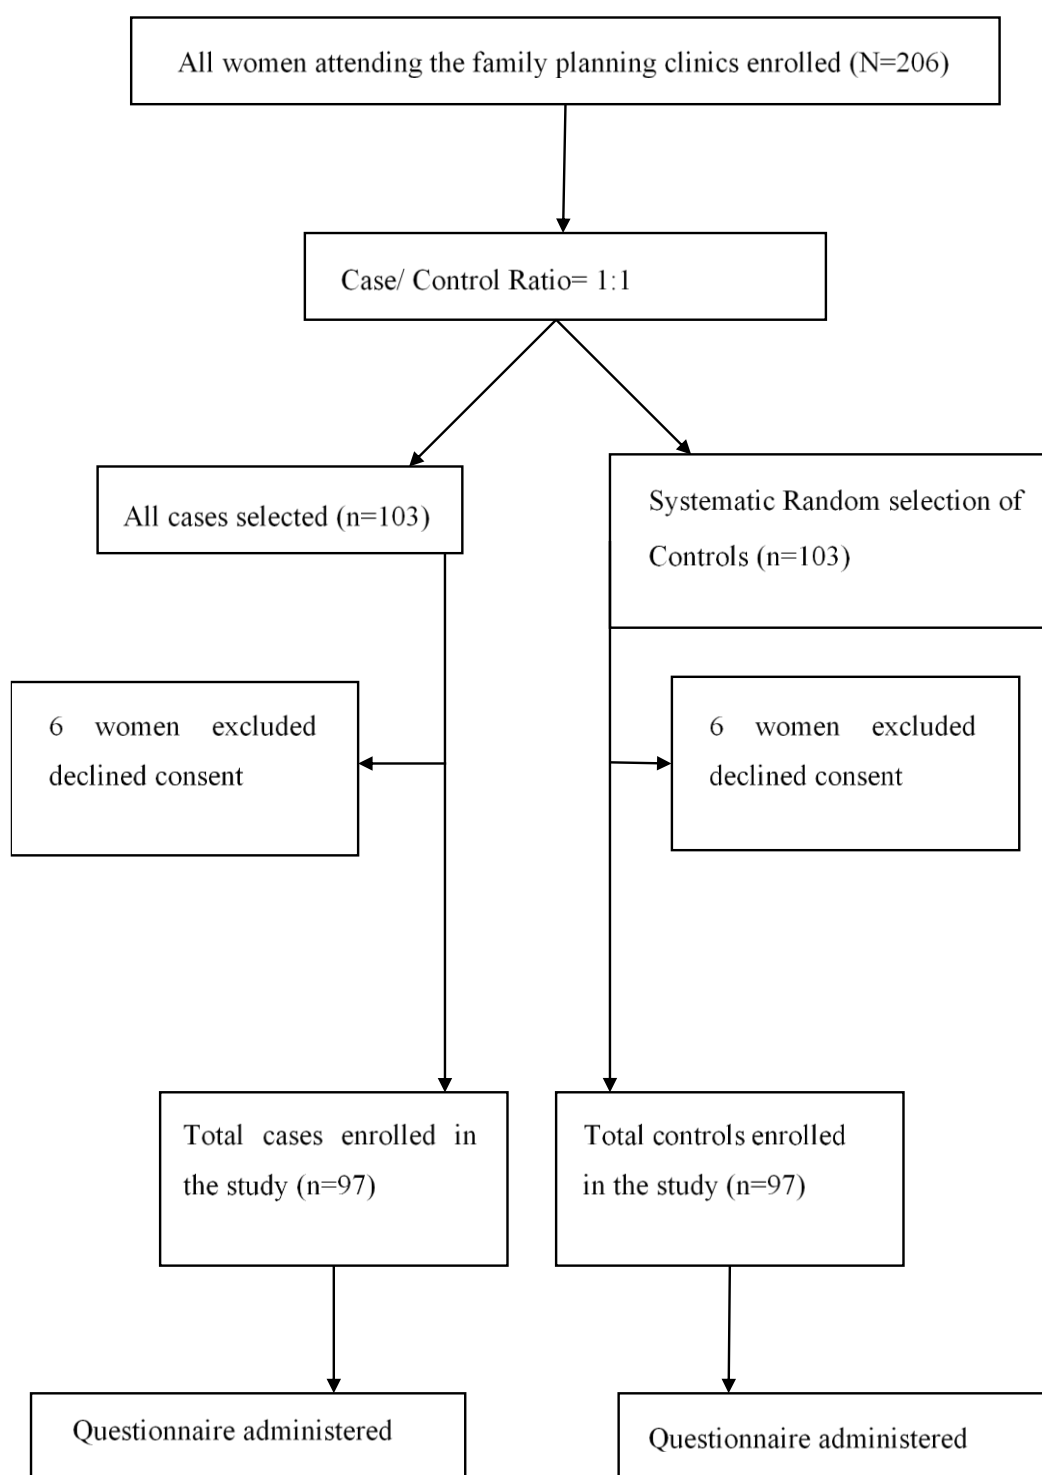 All women attending the family planning clinics enrolled (N=206)
Case/ Control Ratio= 1:1
All cases selected (n=103)
Systematic Random selection of
Controls (n=103)
6 women excluded
declined consent
6 women excluded
declined consent
Total cases enrolled in
the study (n=97)
Total controls enrolled
in the study (n=97)
Questionnaire administered
Questionnaire administered